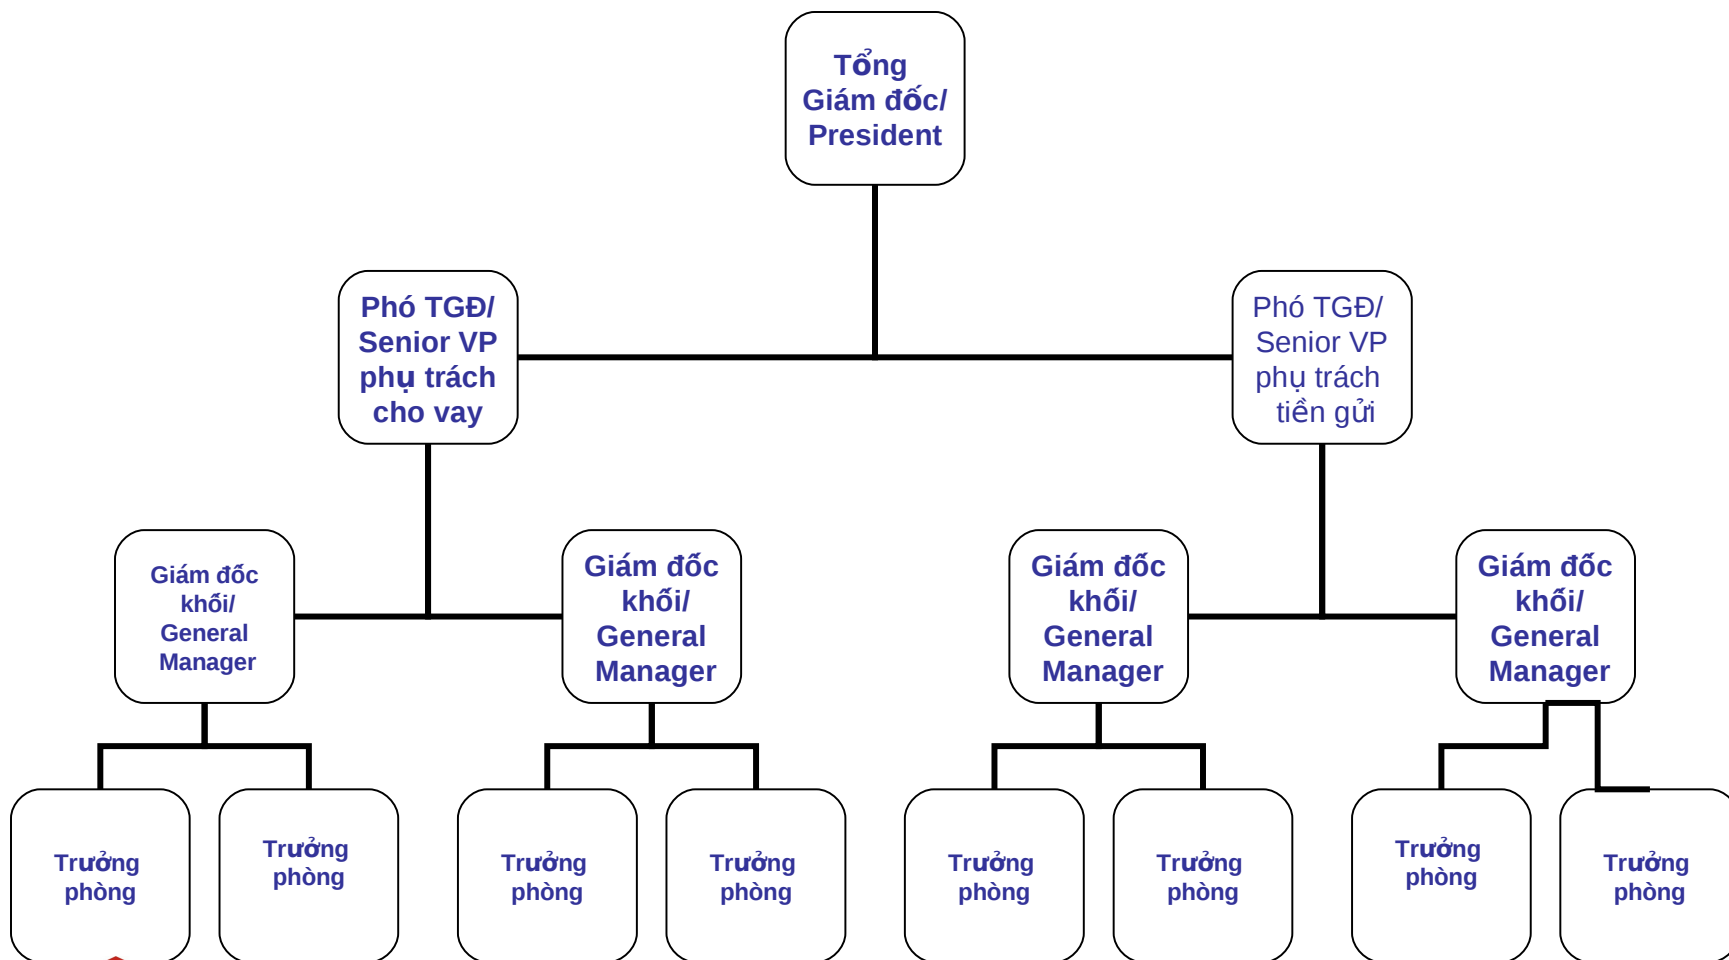 Tổng
Giám đốc/
President
Phó TGĐ/
Senior VP
phụ trách
cho vay
Phó TGĐ/
Senior VP
phụ trách
tiền gửi
Giám đốc
khối/
General
Manager
Giám đốc
khối/
General
Manager
Giám đốc
khối/
General
Manager
Giám đốc
khối/
General
Manager
Trưởng
phòng
Trưởng
phòng
Trưởng
phòng
Trưởng
phòng
Trưởng
phòng
Trưởng
phòng
Trưởng
phòng
Trưởng
phòng